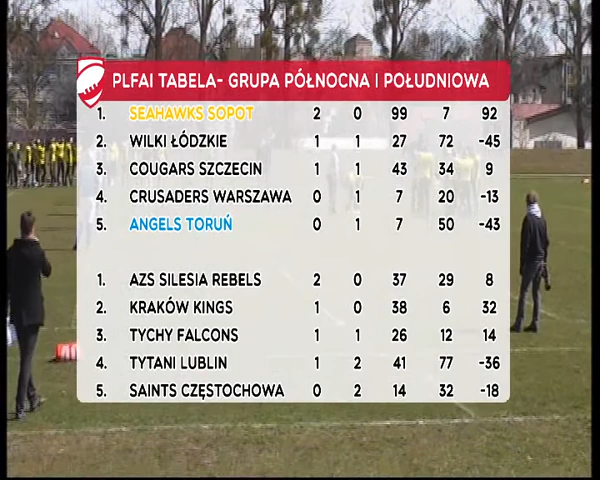 PLFAI TABELA- GRUPA PÓŁNOCNA I POŁUDNIOWA
1. SEAHAWKS SOPOT 2 0 99 7 92
2. WILKI ŁÓDZKIE 1 1 27 72 -45
3. COUGARS SZCZECIN 1 1 43 34 9
4. CRUSADERS WARSZAWA 0 1 7 20 -13
5. ANGELS TORUŃ 0 1 7 50 -43
1. AZS SILESIA REBELS 2 0 37 29 8
2. KRAKÓW KINGS 1 0 38 6 32
3. TYCHY FALCONS 1 1 26 12 14
4. TYTANI LUBLIN 1 2 41 77 -36
5. SAINTS CZĘSTOCHOWA 0 2 14 32 -18